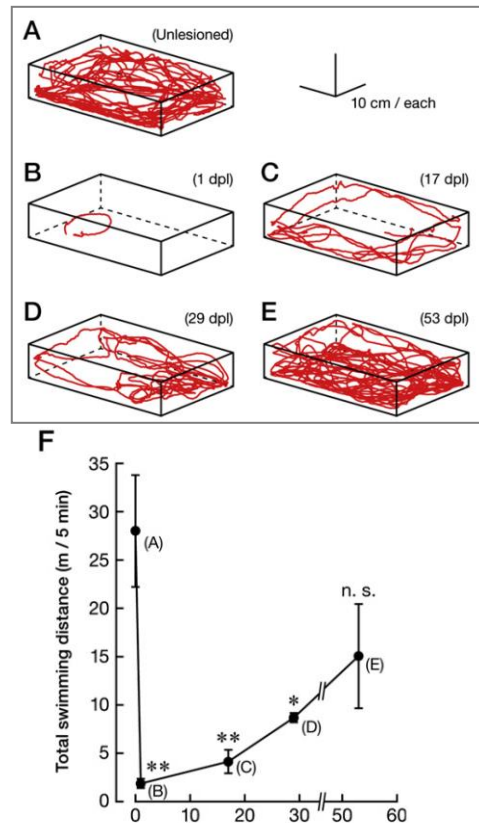 A (Unlesioned)
10 cm / each
B (1 dpl)
C (17 dpl)
D (29 dpl)
E (53 dpl)
F
Total swimming distance (m / 5 min)
35
30
25
20
15
10
5
0
(A)
** (B)
** (C)
* (D)
n. s.
(E)
0 10 20 30 50 60